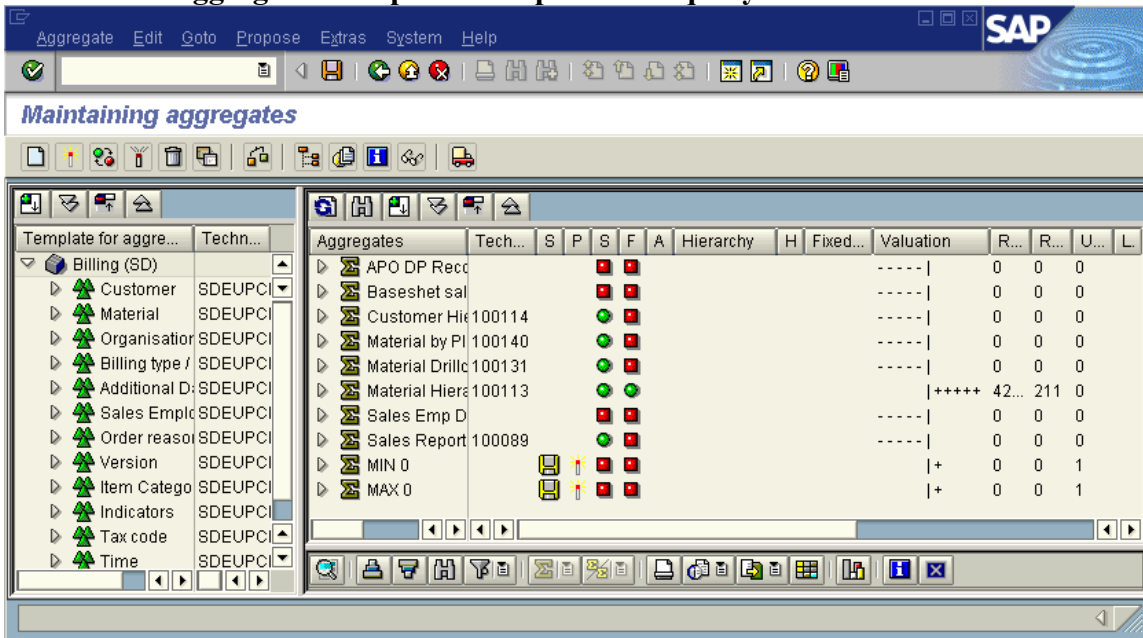 Aggregate Edit Goto Propose Extras System Help
SAP
Maintaining aggregates
Template for aggre... Techn...
Billing (SD)
Customer SDEUPCI
Material SDEUPCI
Organisation SDEUPCI
Billing type / SDEUPCI
Additional Da SDEUPCI
Sales Emplo SDEUPCI
Order reason SDEUPCI
Version SDEUPCI
Item Catego SDEUPCI
Indicators SDEUPCI
Tax code SDEUPCI
Time SDEUPCI
Aggregates Tech... S P S F A Hierarchy H Fixed... Valuation R... R... U... L.
APO DP Reco -----| 0 0 0
Baseshet sal -----| 0 0 0
Customer Hie 100114 -----| 0 0 0
Material by Pl 100140 -----| 0 0 0
Material Drillo 100131 -----| 0 0 0
Material Hiera 100113 |+++++ 42... 211 0
Sales Emp D -----| 0 0 0
Sales Report 100089 -----| 0 0 0
MIN 0 |+ 0 0 1
MAX 0 |+ 0 0 1